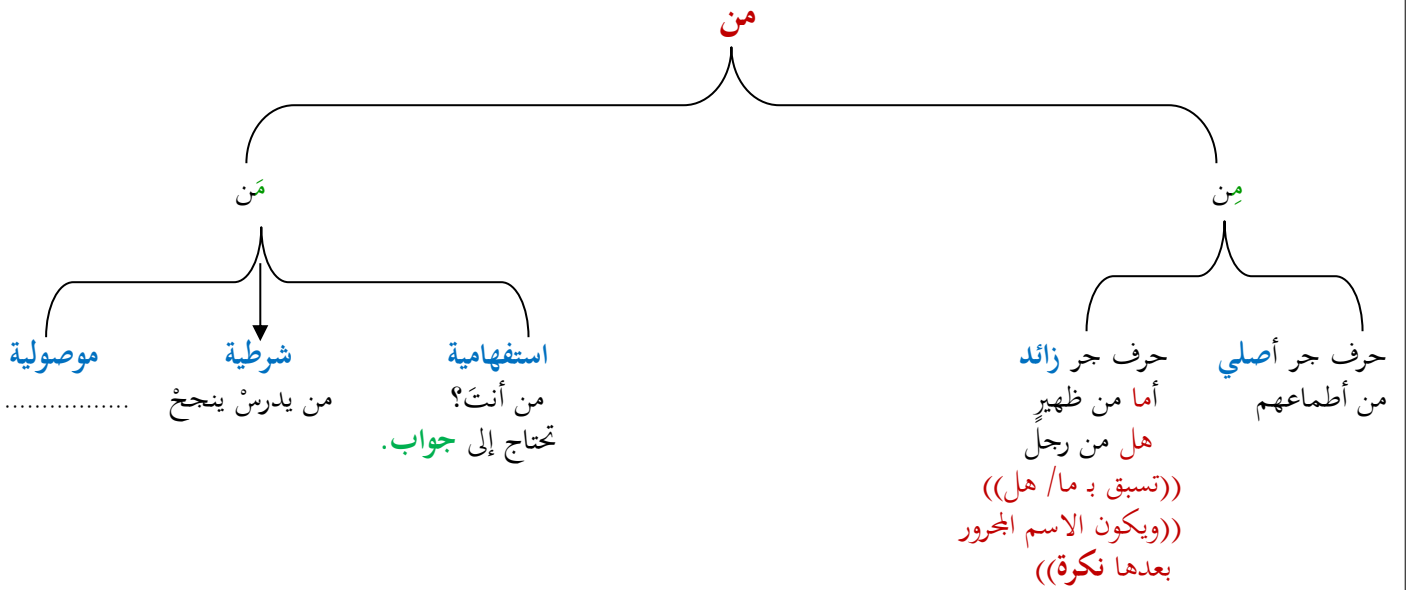 من
مِن
مَن
حرف جر أصلي
من أطماعهم
حرف جر زائد
أما من ظهيرٍ
هل من رجلٍ
((تسبق بـ ما/ هل))
((ويكون الاسم المجرور
بعدها نكرة))
استفهامية
من أنتَ؟
تحتاج إلى جواب.
شرطية
من يدرسْ ينجحْ
موصولية
.................